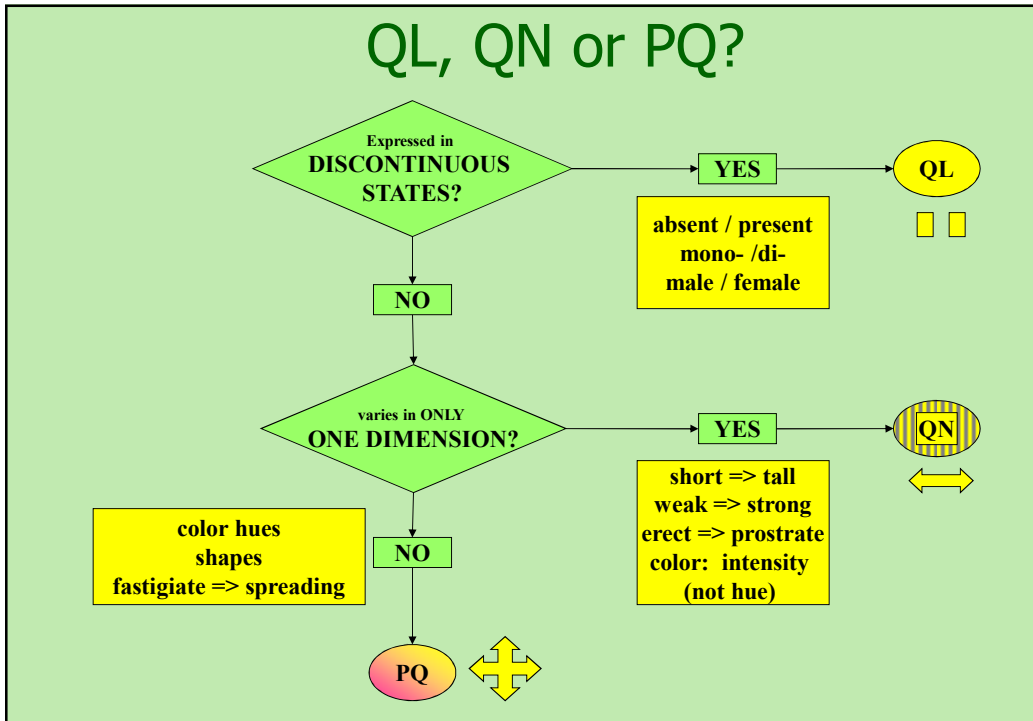 QL, QN or PQ?
Expressed in
DISCONTINUOUS
STATES?
YES
QL
absent / present
mono- /di-
male / female
NO
varies in ONLY
ONE DIMENSION?
YES
QN
short => tall
weak => strong
erect => prostrate
color: intensity
(not hue)
color hues
shapes
fastigiate => spreading
NO
PQ